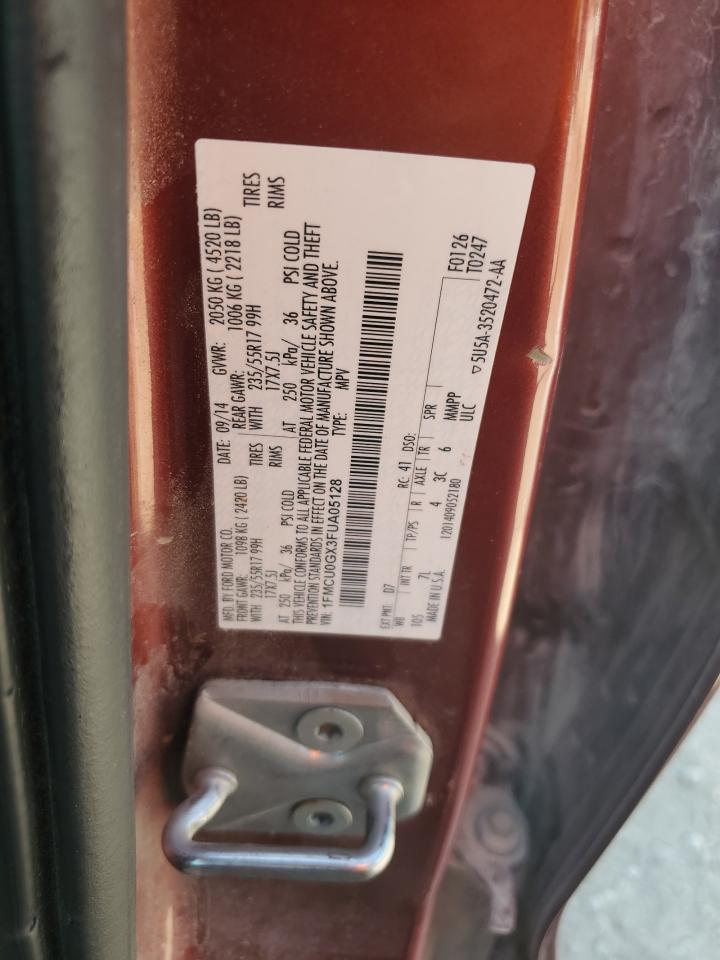 MFD. BY FORD MOTOR CO. DATE: 09/14 GVWR: 2050 KG ( 4520 LB)
FRONT GAWR: 1098 KG ( 2420 LB) REAR GAWR: 1006 KG ( 2218 LB)
WITH 235/55R17 99H TIRES WITH 235/55R17 99H TIRES
17X7.5J RIMS 17X7.5J RIMS
AT 250 kPa/ 36 PSI COLD AT 250 kPa/ 36 PSI COLD
THIS VEHICLE CONFORMS TO ALL APPLICABLE FEDERAL MOTOR VEHICLE SAFETY AND THEFT
PREVENTION STANDARDS IN EFFECT ON THE DATE OF MANUFACTURE SHOWN ABOVE.
VIN: 1FMCU0GX3FUA05128 TYPE: MPV
EXT PNT: D7 RC: 41 DSO: F0126
WB INT TR TP/PS R AXLE TR SPR T0247
105 7L 4 3C 6 MMPP
MADE IN U.S.A. 1201409052180 ULC ▽5U5A-3520472-AA